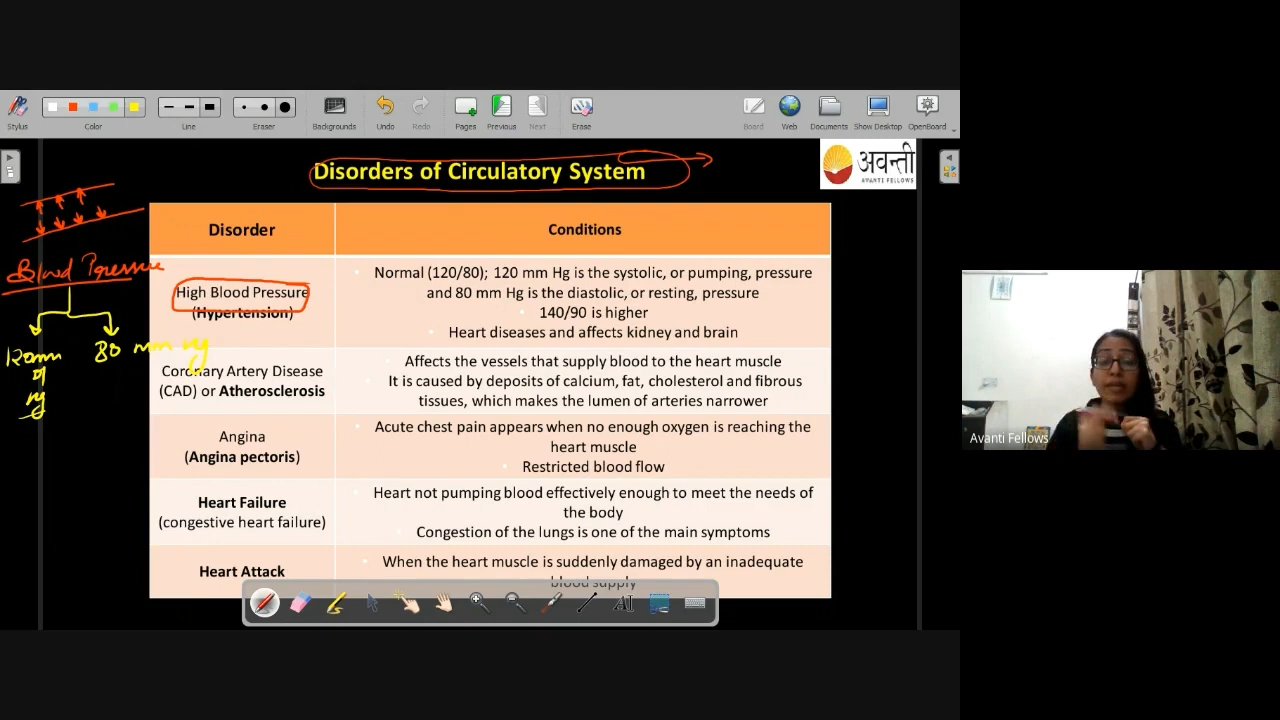 Stylus
Color
Line
Eraser
Backgrounds
Undo
Redo
Pages
Previous
Next
Erase
Board
Web
Documents
Show Desktop
OpenBoard
Disorders of Circulatory System
अवन्ती
AVANTI FELLOWS
Blood Pressure
120mm
of
Hg
80 mm Hg
Disorder
Conditions
High Blood Pressure
(Hypertension)
Normal (120/80); 120 mm Hg is the systolic, or pumping, pressure
and 80 mm Hg is the diastolic, or resting, pressure
140/90 is higher
Heart diseases and affects kidney and brain
Coronary Artery Disease
(CAD) or Atherosclerosis
Affects the vessels that supply blood to the heart muscle
It is caused by deposits of calcium, fat, cholesterol and fibrous
tissues, which makes the lumen of arteries narrower
Angina
(Angina pectoris)
Acute chest pain appears when no enough oxygen is reaching the
heart muscle
Restricted blood flow
Heart Failure
(congestive heart failure)
Heart not pumping blood effectively enough to meet the needs of
the body
Congestion of the lungs is one of the main symptoms
Heart Attack
When the heart muscle is suddenly damaged by an inadequate
blood supply
AI
Avanti Fellows